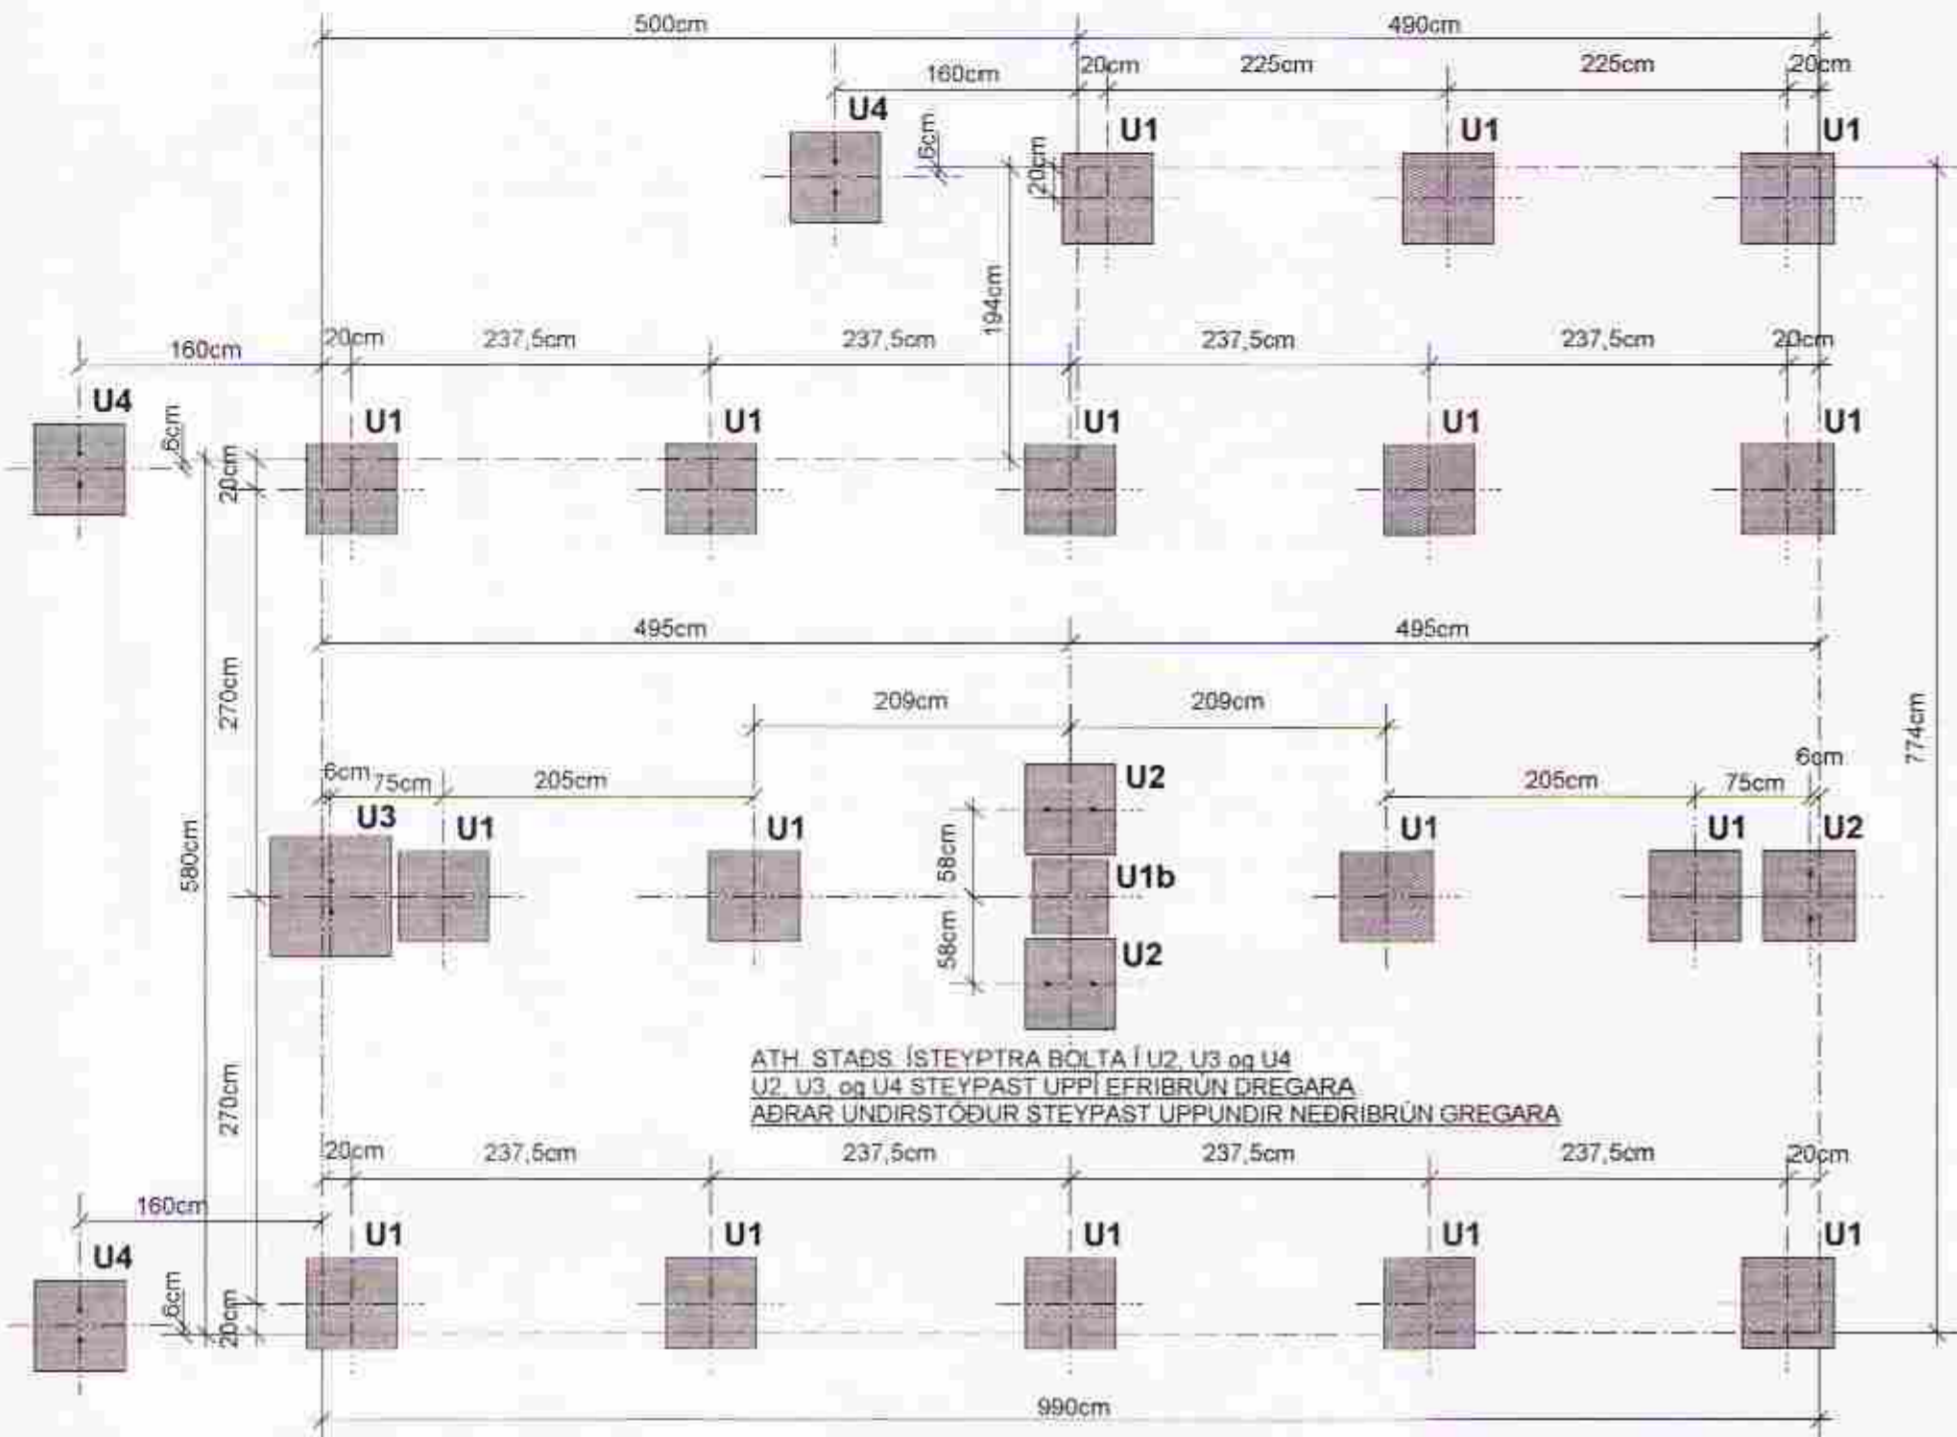 500cm 490cm
160cm 20cm 225cm 225cm 20cm
U4 U1 U1 U1
6cm
20cm
194cm
160cm 20cm 237,5cm 237,5cm 237,5cm 237,5cm 20cm
U4 U1 U1 U1 U1 U1
6cm
20cm
495cm 495cm
270cm
209cm 209cm
774cm
6cm 75cm 205cm 205cm 75cm 6cm
U2
U3 U1 U1 U1 U1 U2
58cm
580cm
U1b
58cm
U2
ATH. STAÐS. ÍSTEYPTRA BOLTA Í U2, U3 og U4
U2, U3, og U4 STEYPAST UPPÍ EFRIBRÚN DREGARA
AÐRAR UNDIRSTÖÐUR STEYPAST UPPUNDIR NEÐRIBRÚN GREGARA
270cm
20cm 237,5cm 237,5cm 237,5cm 237,5cm 20cm
160cm
U4 U1 U1 U1 U1 U1
6cm
20cm
990cm